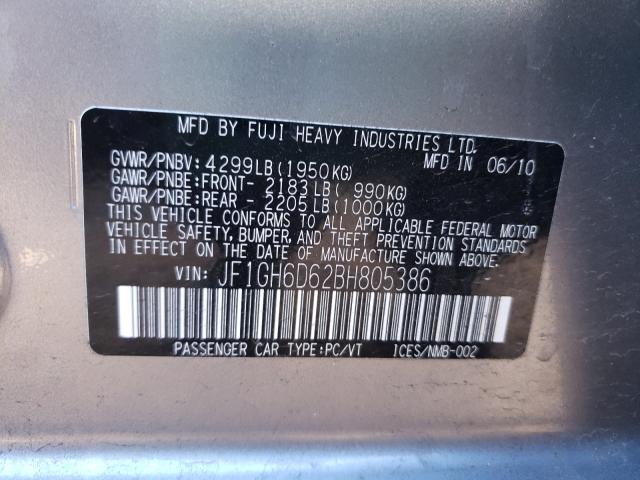 MFD BY FUJI HEAVY INDUSTRIES LTD.
GVWR/PNBV: 4299LB(1950KG) MFD IN 06/10
GAWR/PNBE:FRONT- 2183LB( 990KG)
GAWR/PNBE:REAR - 2205LB(1000KG)
THIS VEHICLE CONFORMS TO ALL APPLICABLE FEDERAL MOTOR
VEHICLE SAFETY, BUMPER, AND THEFT PREVENTION STANDARDS
IN EFFECT ON THE DATE OF MANUFACTURE SHOWN ABOVE.
VIN: JF1GH6D62BH805386
PASSENGER CAR TYPE:PC/VT ICES/NMB-002